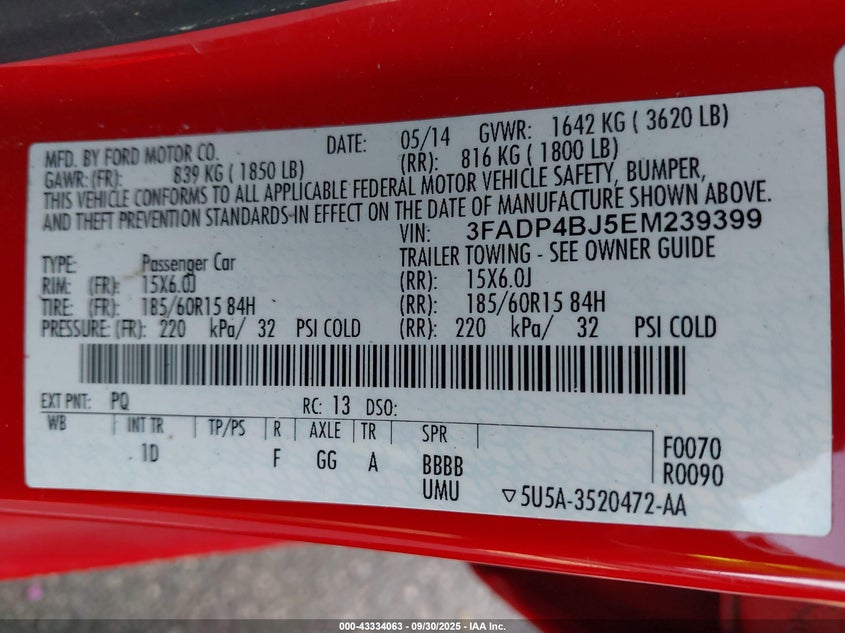 MFD. BY FORD MOTOR CO. DATE: 05/14 GVWR: 1642 KG ( 3620 LB)
GAWR: (FR): 839 KG ( 1850 LB) (RR): 816 KG ( 1800 LB)
THIS VEHICLE CONFORMS TO ALL APPLICABLE FEDERAL MOTOR VEHICLE SAFETY, BUMPER,
AND THEFT PREVENTION STANDARDS IN EFFECT ON THE DATE OF MANUFACTURE SHOWN ABOVE.
VIN: 3FADP4BJ5EM239399
TYPE: Passenger Car TRAILER TOWING - SEE OWNER GUIDE
RIM: (FR): 15X6.0J (RR): 15X6.0J
TIRE: (FR): 185/60R15 84H (RR): 185/60R15 84H
PRESSURE: (FR): 220 kPa/ 32 PSI COLD (RR): 220 kPa/ 32 PSI COLD
EXT PNT: PQ RC: 13 DSO:
WB INT TR TP/PS R AXLE TR SPR F0070
1D F GG A BBBB R0090
UMU ▽5U5A-3520472-AA
000-43334063 - 09/30/2025 - IAA Inc.